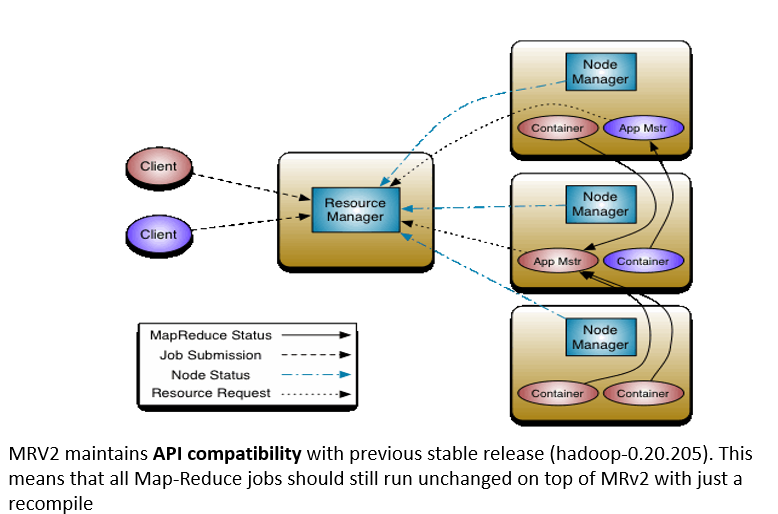 Node
Manager
Container
App Mstr
Client
Resource
Manager
Client
Node
Manager
App Mstr
Container
Node
Manager
Container
Container
MapReduce Status
Job Submission
Node Status
Resource Request
MRV2 maintains API compatibility with previous stable release (hadoop-0.20.205). This
means that all Map-Reduce jobs should still run unchanged on top of MRv2 with just a
recompile